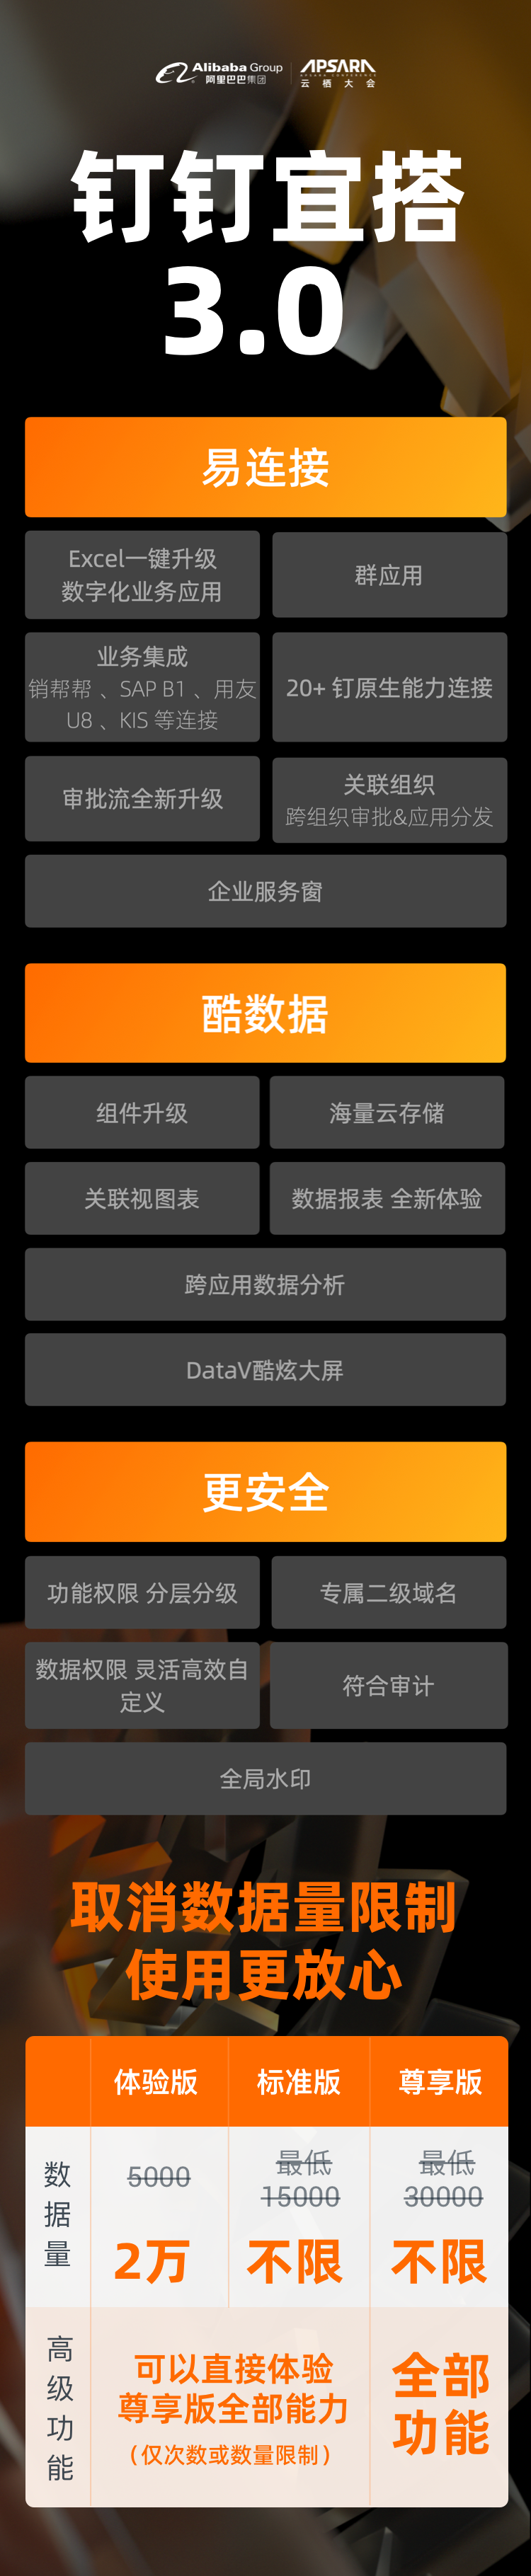 Alibaba Group
阿里巴巴集团
APSARA
云栖大会
钉钉宜搭
3.0
易连接
Excel一键升级
数字化业务应用
群应用
业务集成
销帮帮 、SAP B1 、用友
U8 、KIS 等连接
20+ 钉原生能力连接
审批流全新升级
关联组织
跨组织审批&应用分发
企业服务窗
酷数据
组件升级
海量云存储
关联视图表
数据报表 全新体验
跨应用数据分析
DataV酷炫大屏
更安全
功能权限 分层分级
专属二级域名
数据权限 灵活高效自
定义
符合审计
全局水印
取消数据量限制
使用更放心
体验版
标准版
尊享版
数据量
5000
2万
最低
15000
不限
最低
30000
不限
高级功能
可以直接体验
尊享版全部能力
（仅次数或数量限制）
全部
功能